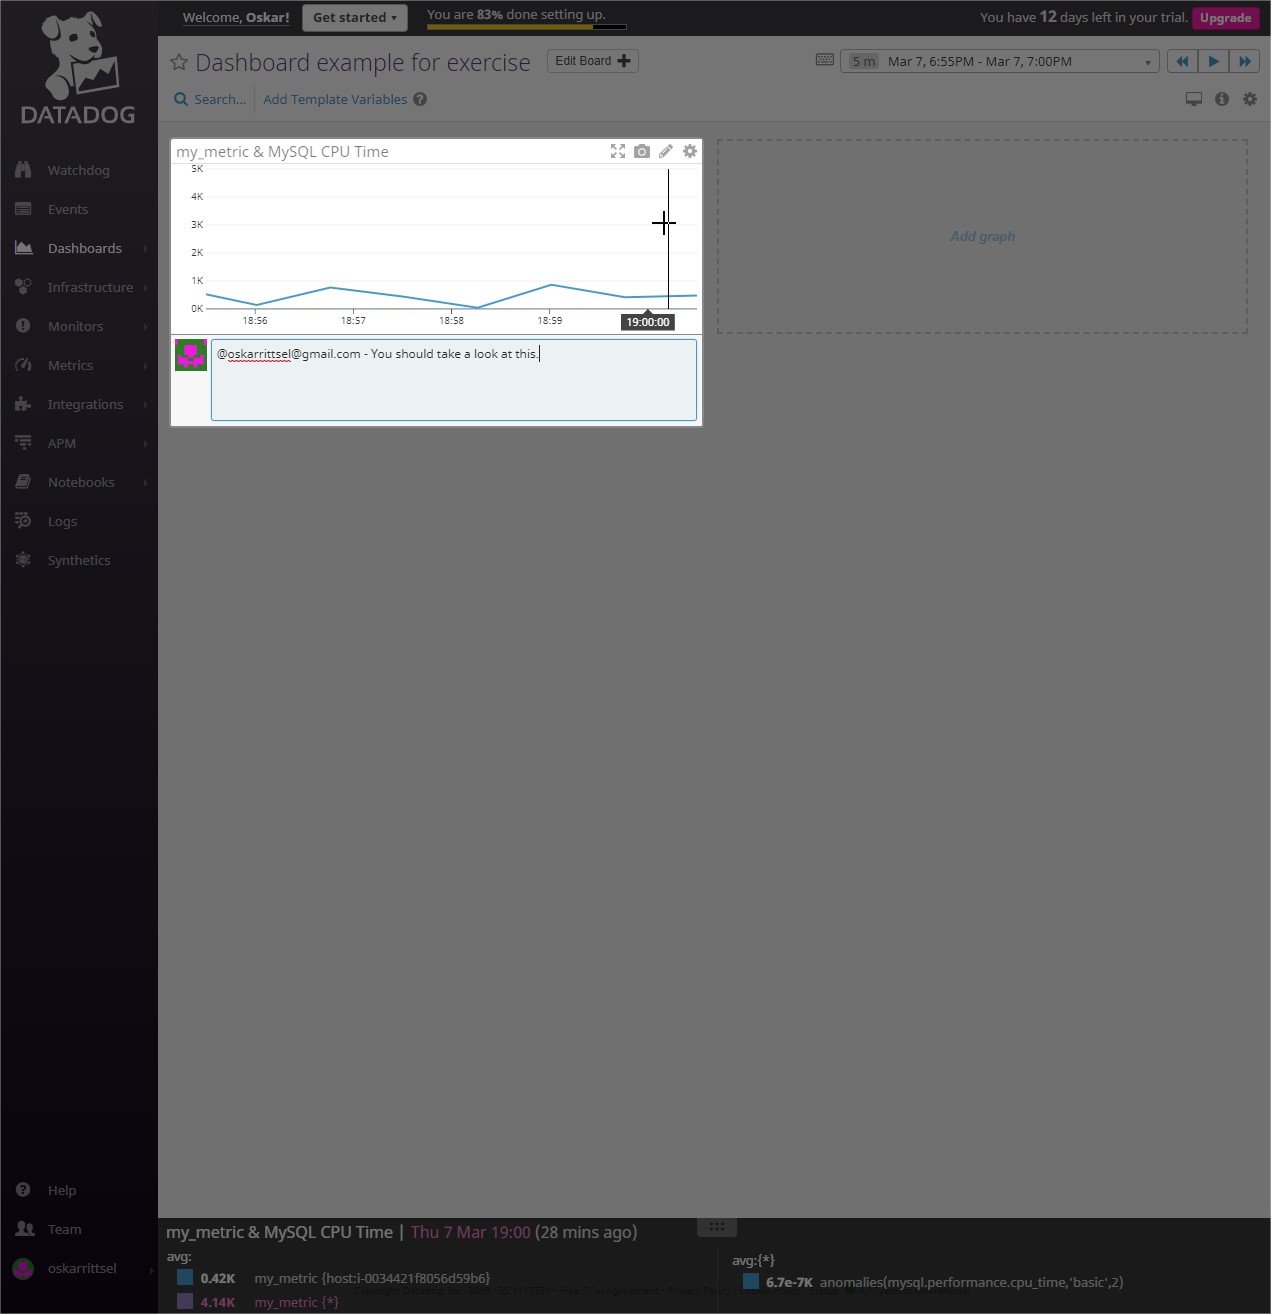 Welcome, Oskar!
Get started
You are 83% done setting up.
You have 12 days left in your trial.
Upgrade
DATADOG
Dashboard example for exercise
Edit Board
5 m
Mar 7, 6:55PM - Mar 7, 7:00PM
Search...
Add Template Variables
Watchdog
Events
Dashboards
Infrastructure
Monitors
Metrics
Integrations
APM
Notebooks
Logs
Synthetics
my_metric & MySQL CPU Time
5K
4K
3K
2K
1K
0K
18:56
18:57
18:58
18:59
19:00:00
@oskarrittsel@gmail.com - You should take a look at this.
Add graph
Help
Team
oskarrittsel
my_metric & MySQL CPU Time | Thu 7 Mar 19:00 (28 mins ago)
avg:
0.42K my_metric {host:i-0034421f8056d59b6}
4.14K my_metric {*}
avg:{*}
6.7e-7K anomalies(mysql.performance.cpu_time,'basic',2)